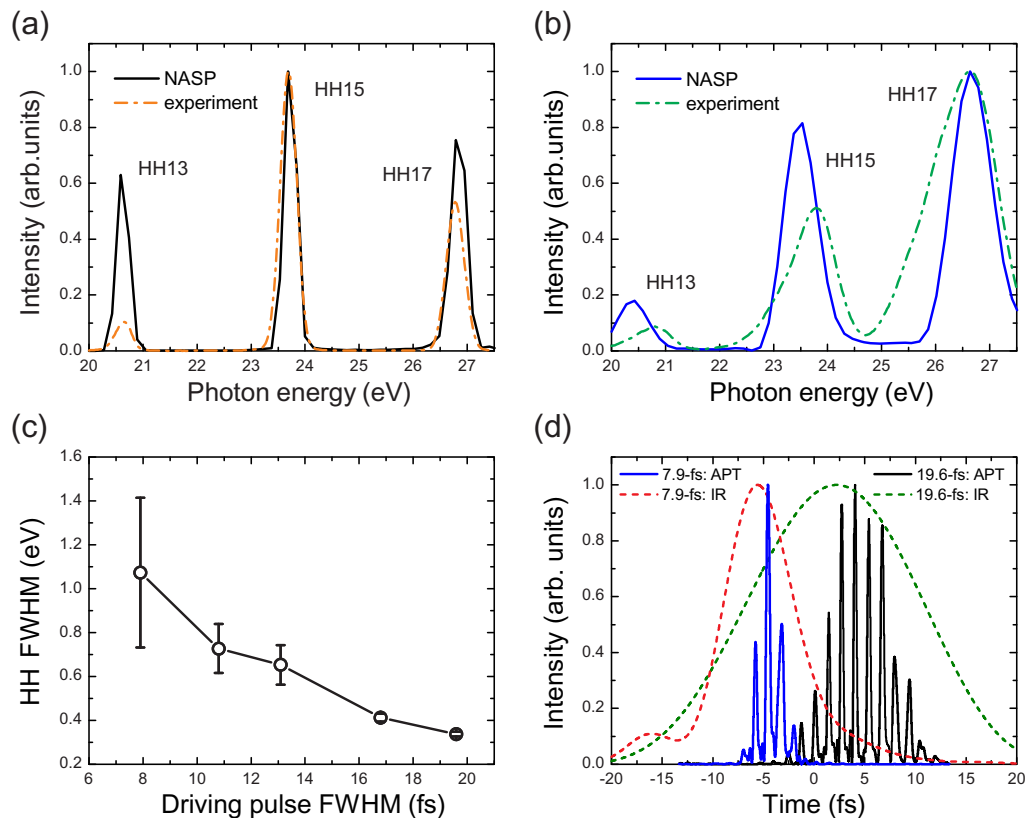 (a)
NASP
experiment
HH13
HH15
HH17
Intensity (arb.units)
1.0
0.8
0.6
0.4
0.2
0.0
20 21 22 23 24 25 26 27
Photon energy (eV)
(b)
NASP
experiment
HH13
HH15
HH17
Intensity (arb.units)
1.0
0.8
0.6
0.4
0.2
0.0
20 21 22 23 24 25 26 27
Photon energy (eV)
(c)
HH FWHM (eV)
1.6
1.4
1.2
1.0
0.8
0.6
0.4
0.2
6 8 10 12 14 16 18 20
Driving pulse FWHM (fs)
(d)
7.9-fs: APT
7.9-fs: IR
19.6-fs: APT
19.6-fs: IR
Intensity (arb. units)
1.0
0.8
0.6
0.4
0.2
0.0
-20 -15 -10 -5 0 5 10 15 20
Time (fs)